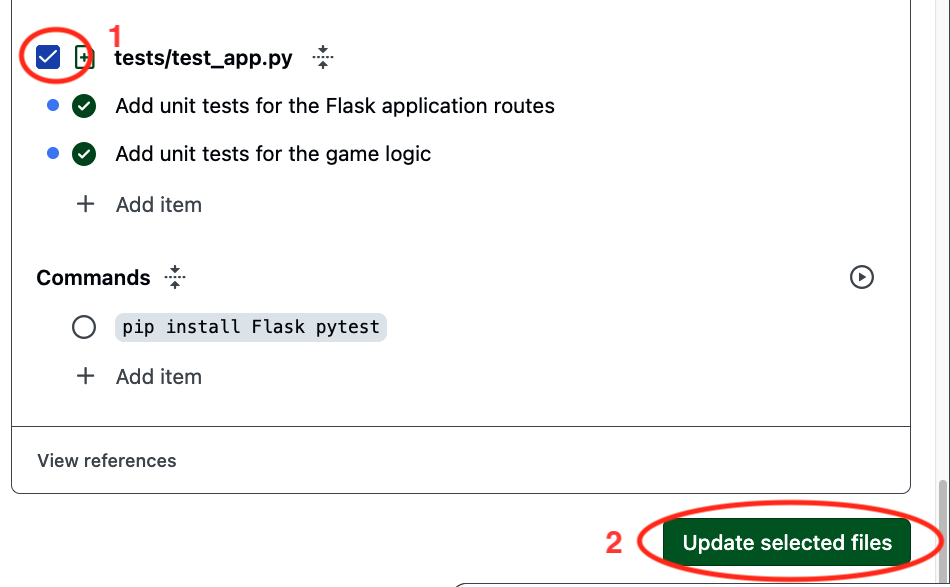 1
tests/test_app.py
Add unit tests for the Flask application routes
Add unit tests for the game logic
+ Add item
Commands
pip install Flask pytest
+ Add item
View references
2 Update selected files